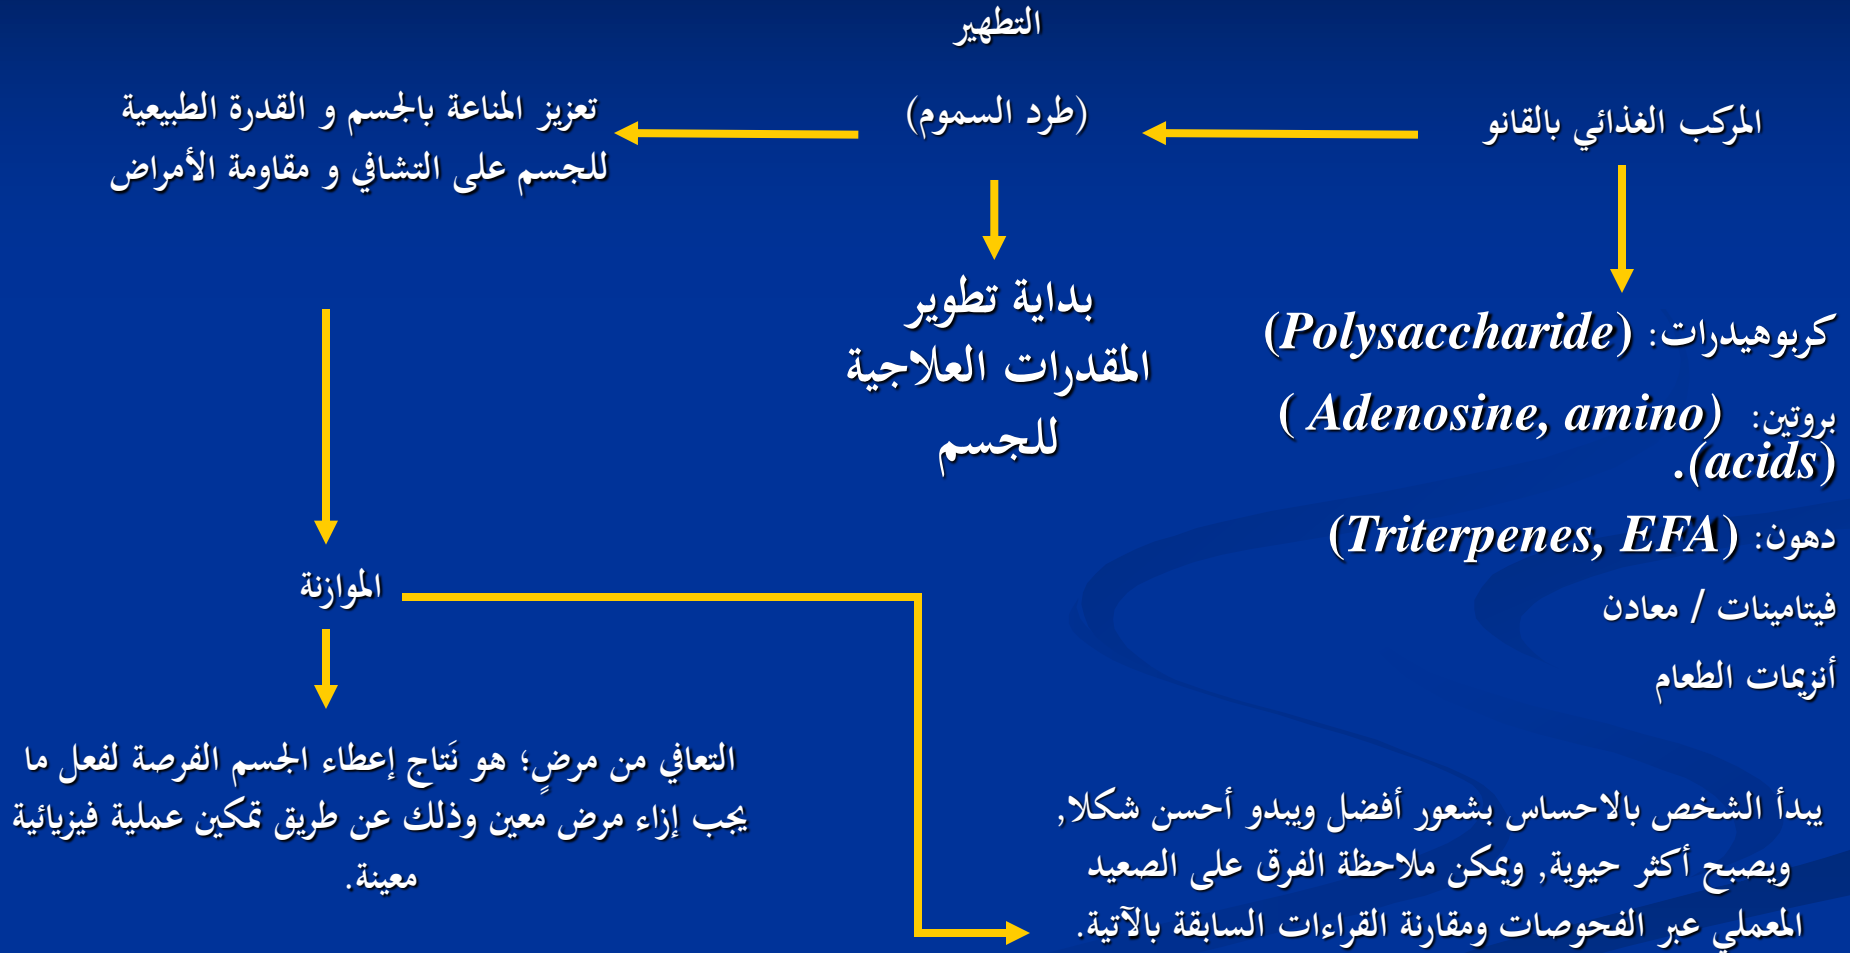 التطهير
(طرد السموم)
المركب الغذائي بالقانو
تعزيز المناعة بالجسم و القدرة الطبيعية
للجسم على التشافي و مقاومة الأمراض
بداية تطوير
المقدرات العلاجية
للجسم
كربوهيدرات: (Polysaccharide)
بروتين: ( Adenosine, amino)
(acids).
دهون: (Triterpenes, EFA)
فيتامينات / معادن
أنزيمات الطعام
الموازنة
التعافي من مرضٍ؛ هو نَتاج إعطاء الجسم الفرصة لفعل ما
يجب إزاء مرض معين وذلك عن طريق تمكين عملية فيزيائية
معينة.
يبدأ الشخص بالاحساس بشعور أفضل ويبدو أحسن شكلا,
ويصبح أكثر حيوية, ويمكن ملاحظة الفرق على الصعيد
المعملي عبر الفحوصات ومقارنة القراءات السابقة بالآتية.